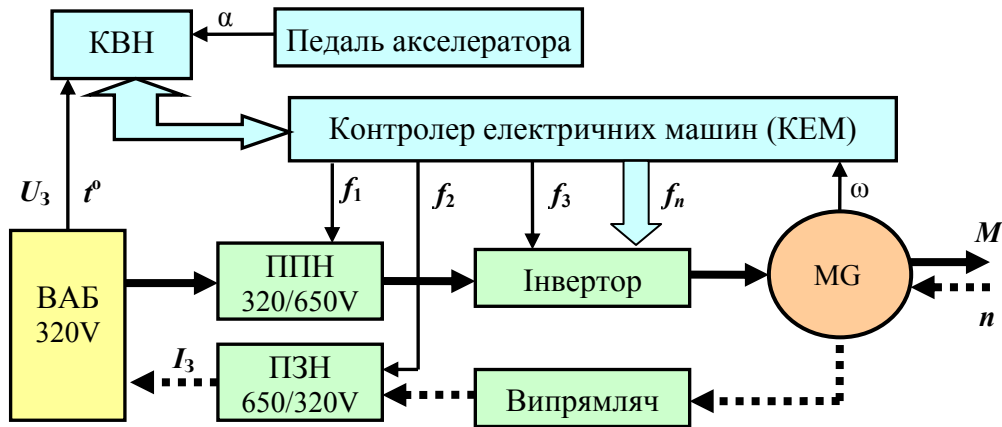 КВН
α
Педаль акселератора
Контролер електричних машин (КЕМ)
U₃ tº
f₁
f₂
f₃
fₙ
ω
ВАБ
320V
ППН
320/650V
Інвертор
MG
M
n
I₃
ПЗН
650/320V
Випрямляч